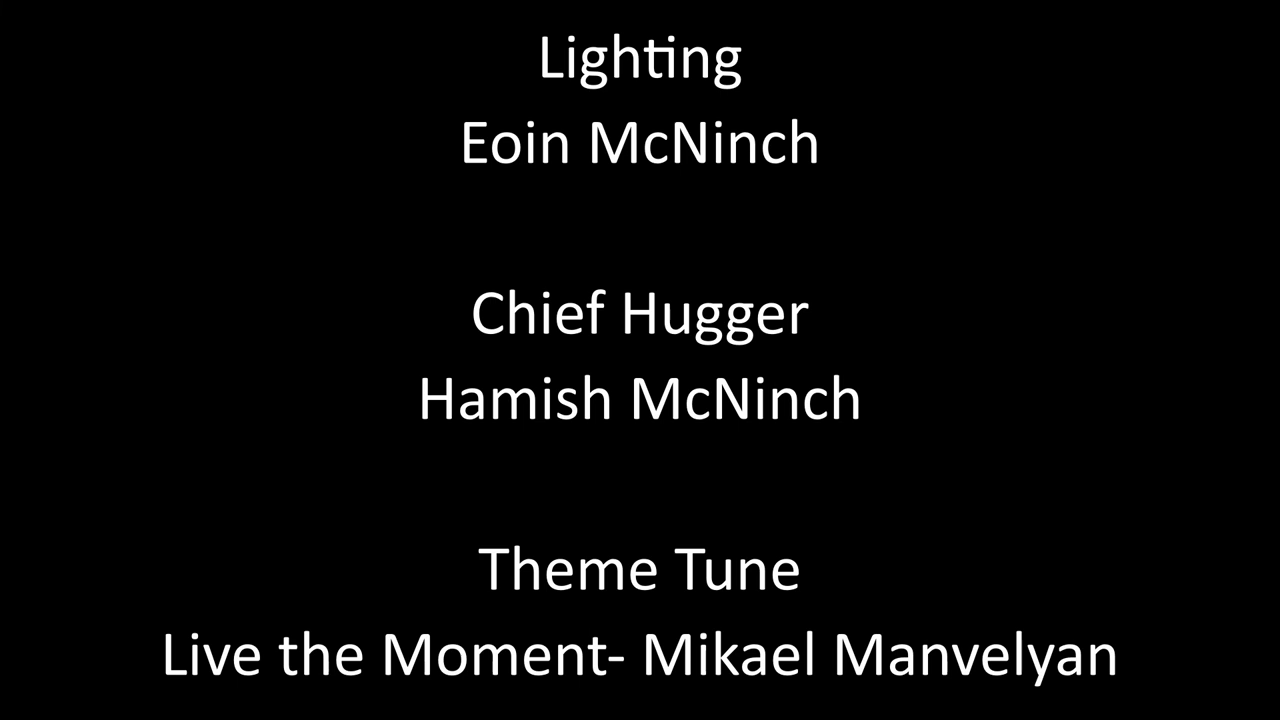 Lighting
Eoin McNinch
Chief Hugger
Hamish McNinch
Theme Tune
Live the Moment- Mikael Manvelyan